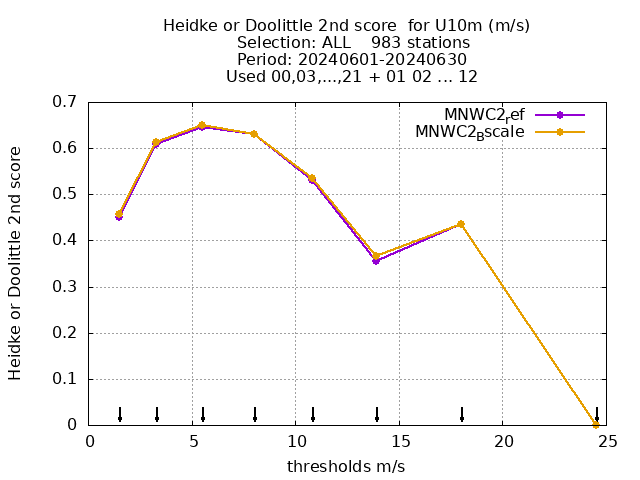 Heidke or Doolittle 2nd score  for U10m (m/s)
Selection: ALL    983 stations
Period: 20240601-20240630
Used 00,03,...,21 + 01 02 ... 12
MNWC2ref
MNWC2Bscale
Heidke or Doolittle 2nd score
0.7
0.6
0.5
0.4
0.3
0.2
0.1
0
0 5 10 15 20 25
thresholds m/s